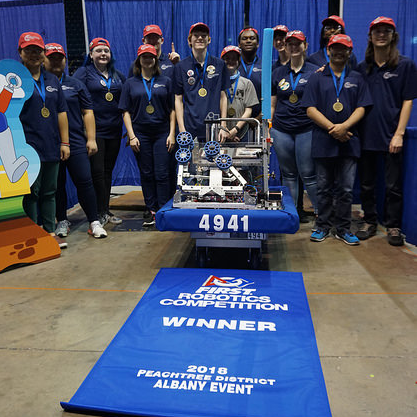 4941
FIRST
ROBOTICS
COMPETITION
WINNER
2018
PEACHTREE DISTRICT
ALBANY EVENT